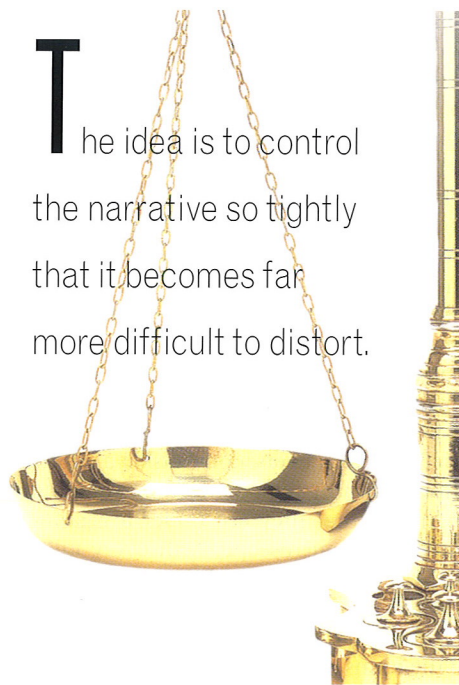 The idea is to control
the narrative so tightly
that it becomes far
more difficult to distort.